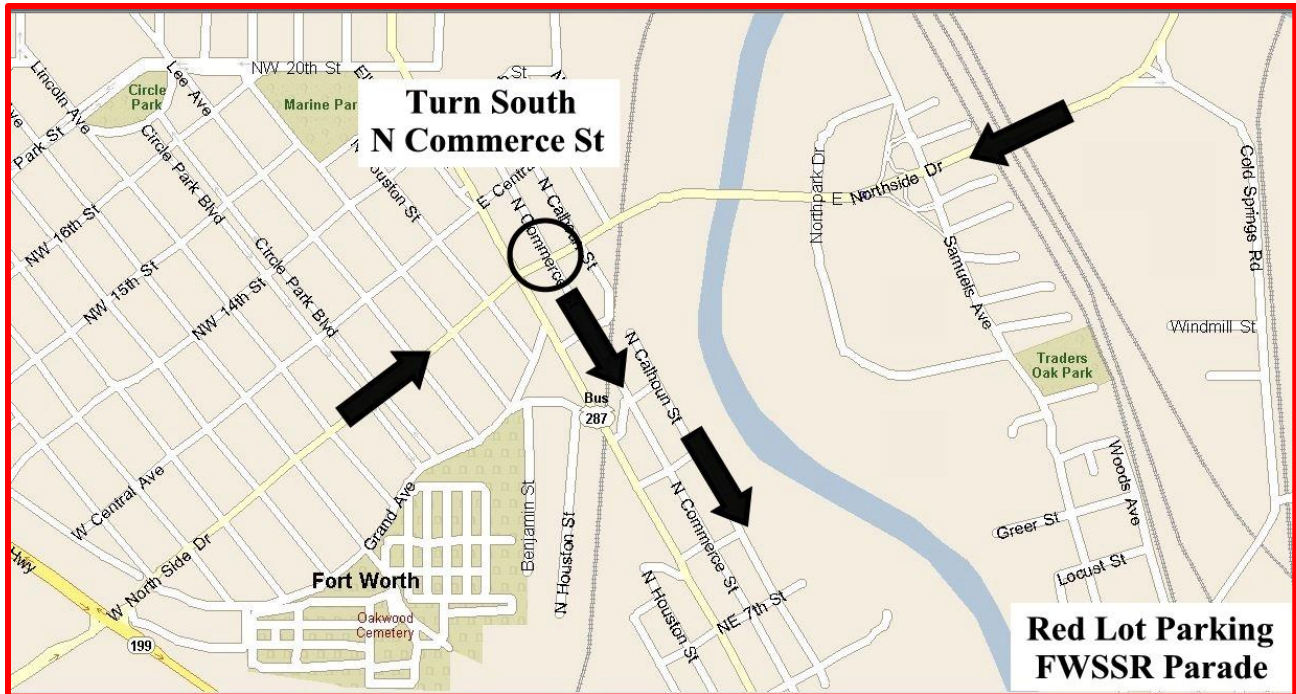 Turn South
N Commerce St
Lincoln Ave
Lee Ave
NW 20th St
Circle
Park
Marine Par
Ell
St
N
Ave
Park St
Circle Park Blvd
N Houston St
E Central
N Calhoun St
N Commerce
NW 16th St
NW 15th St
NW 14th St
Circle Park Blvd
Northpark Dr
E Northside Dr
Samuels Ave
Cold Springs Rd
Windmill St
Traders
Oak Park
Bus
287
N Calhoun St
W Central Ave
Grand Ave
Benjamin St
N Houston St
N Commerce St
Woods Ave
Greer St
Locust St
Hwy
W North Side Dr
Fort Worth
Oakwood
Cemetery
199
N Houston St
NE 7th St
Red Lot Parking
FWSSR Parade